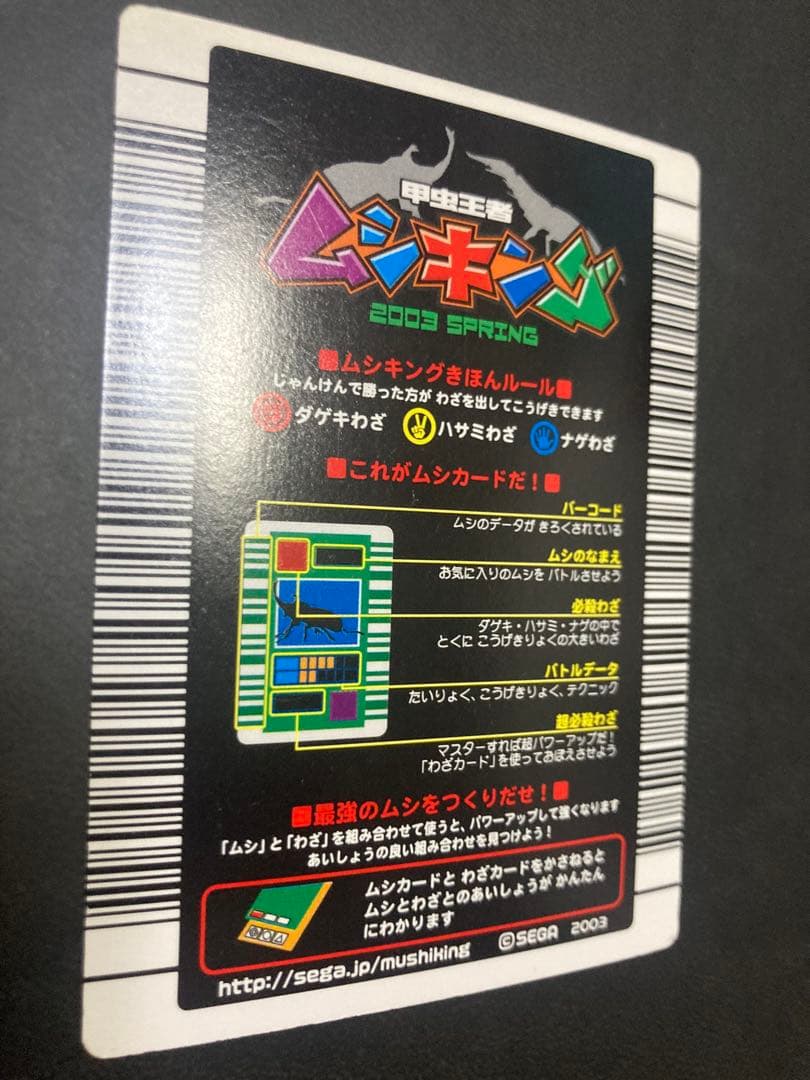 甲虫王者
ムシキング
2003 SPRING
ムシキングきほんルール
じゃんけんで勝った方が わざを出してこうげきできます
ダゲキわざ
ハサミわざ
ナゲわざ
これがムシカードだ！
バーコード
ムシのデータが きろくされている
ムシのなまえ
お気に入りのムシを バトルさせよう
必殺わざ
ダゲキ・ハサミ・ナゲの中で
とくに こうげきりょくの大きいわざ
バトルデータ
たいりょく、こうげきりょく、テクニック
超必殺わざ
マスターすれば超パワーアップだ！
「わざカード」を使っておぼえさせよう
最強のムシをつくりだせ！
「ムシ」と「わざ」を組み合わせて使うと、パワーアップして強くなります
あいしょうの良い組み合わせを見つけよう！
ムシカードと わざカードをかさねると
ムシとわざとのあいしょうが かんたん
にわかります
http://sega.jp/mushiking
©SEGA 2003